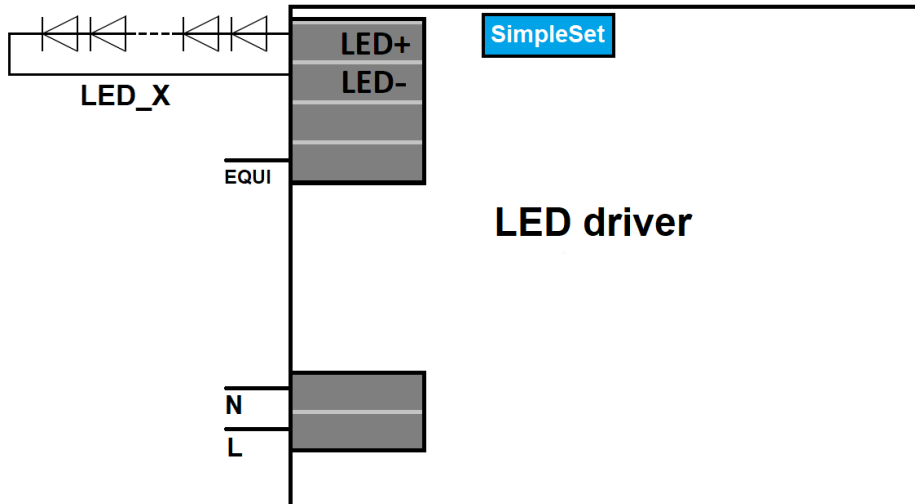 SimpleSet
LED+
LED-
LED_X
EQUI
LED driver
N
L